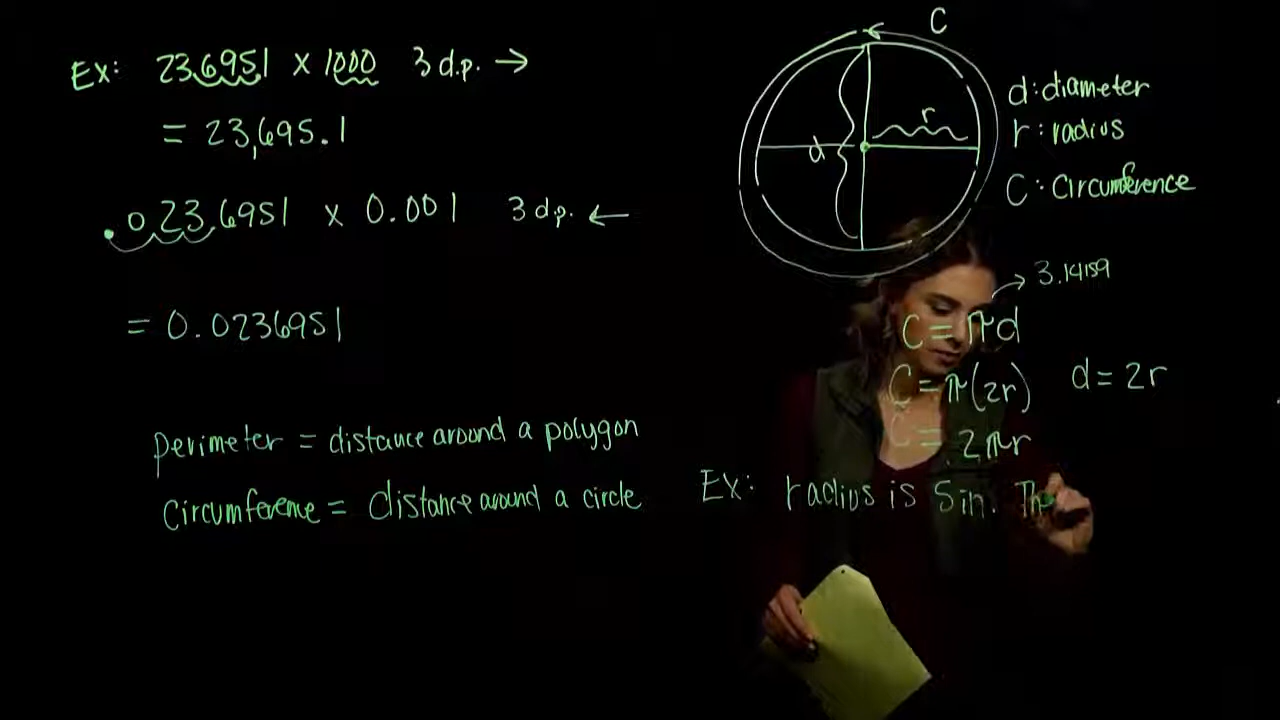 Ex: 23.6951 x 1000 3 d.p. →
= 23,695.1
.023.6951 x 0.001 3 d.p. ←
= 0.0236951
perimeter = distance around a polygon
circumference = distance around a circle
C
r
d
d: diameter
r: radius
C: circumference
3.14159
C = πd
C = π(2r) d = 2r
C = 2πr
Ex: radius is 5 in. The